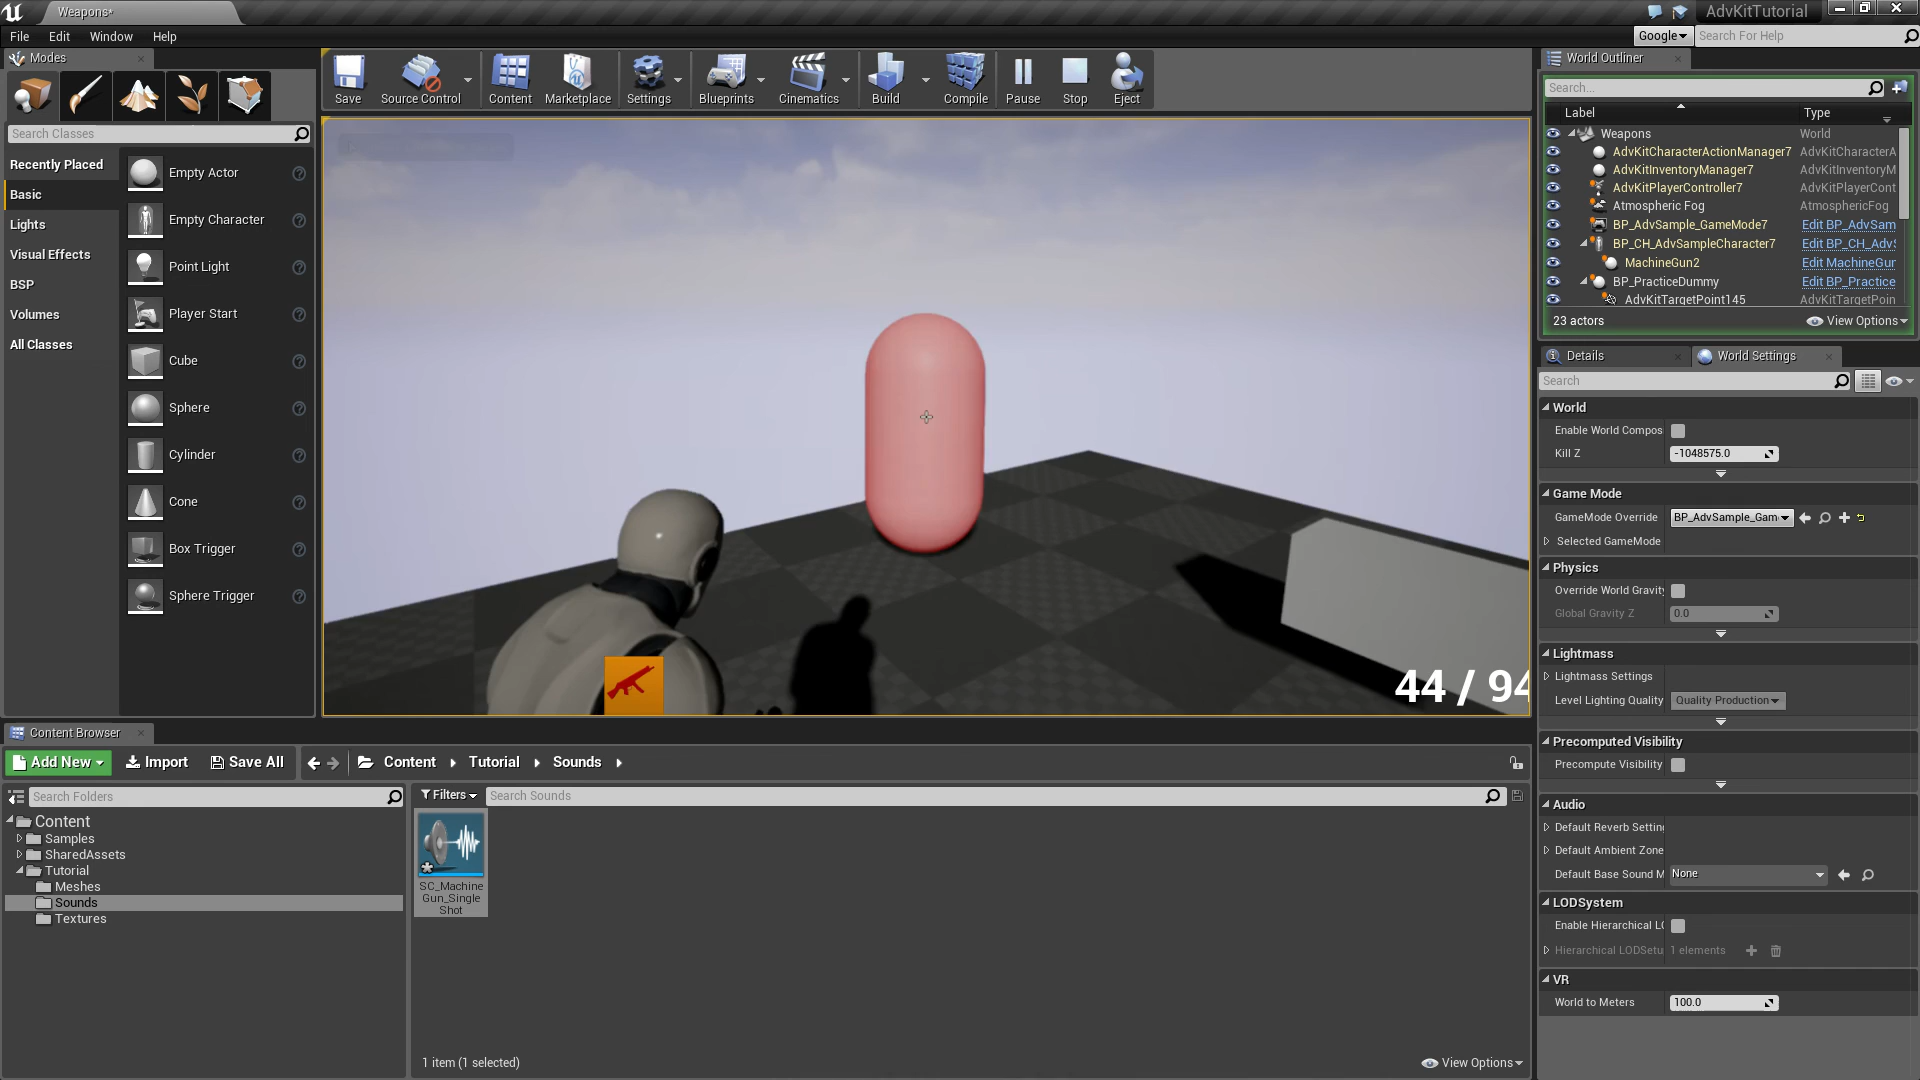 Weapons*
AdvKitTutorial
File Edit Window Help
Google
Search For Help
Modes
Search Classes
Recently Placed
Basic
Lights
Visual Effects
BSP
Volumes
All Classes
Empty Actor
Empty Character
Point Light
Player Start
Cube
Sphere
Cylinder
Cone
Box Trigger
Sphere Trigger
Save Source Control Content Marketplace Settings Blueprints Cinematics Build Compile Pause Stop Eject
44 / 94
World Outliner
Search...
Label Type
Weapons World
AdvKitCharacterActionManager7 AdvKitCharacterA
AdvKitInventoryManager7 AdvKitInventoryM
AdvKitPlayerController7 AdvKitPlayerCont
Atmospheric Fog AtmosphericFog
BP_AdvSample_GameMode7 Edit BP_AdvSam
BP_CH_AdvSampleCharacter7 Edit BP_CH_AdvS
MachineGun2 Edit MachineGun
BP_PracticeDummy Edit BP_Practice
AdvKitTargetPoint145 AdvKitTargetPoin
23 actors View Options
Details World Settings
Search
World
Enable World Compos
Kill Z -1048575.0
Game Mode
GameMode Override BP_AdvSample_Gam
Selected GameMode
Physics
Override World Gravity
Global Gravity Z 0.0
Lightmass
Lightmass Settings
Level Lighting Quality Quality Production
Precomputed Visibility
Precompute Visibility
Audio
Default Reverb Setting
Default Ambient Zone
Default Base Sound M None
LODSystem
Enable Hierarchical LO
Hierarchical LODSetu 1 elements
VR
World to Meters 100.0
Content Browser
Add New Import Save All Content Tutorial Sounds
Search Folders
Content
Samples
SharedAssets
Tutorial
Meshes
Sounds
Textures
Filters Search Sounds
SC_Machine
Gun_Single
Shot
1 item (1 selected) View Options